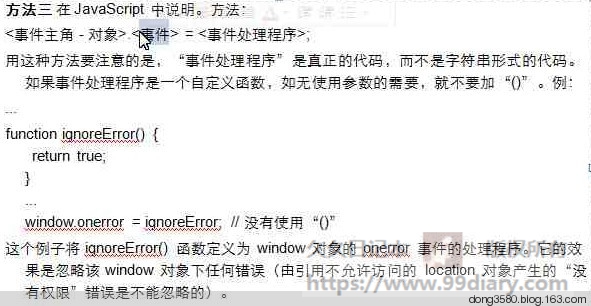 方法三 在 JavaScript 中说明。方法：
<事件主角 - 对象>.<事件> = <事件处理程序>;
用这种方法要注意的是，“事件处理程序”是真正的代码，而不是字符串形式的代码。
如果事件处理程序是一个自定义函数，如无使用参数的需要，就不要加“()”。例：
...
function ignoreError() {
return true;
}
...
window.onerror = ignoreError; // 没有使用“()”
这个例子将 ignoreError() 函数定义为 window 对象的 onerror 事件的处理程序。它的效
果是忽略该 window 对象下任何错误（由引用不允许访问的 location 对象产生的“没
有权限”错误是不能忽略的）。
https://www.99diary.com
dong3580.blog.163.com